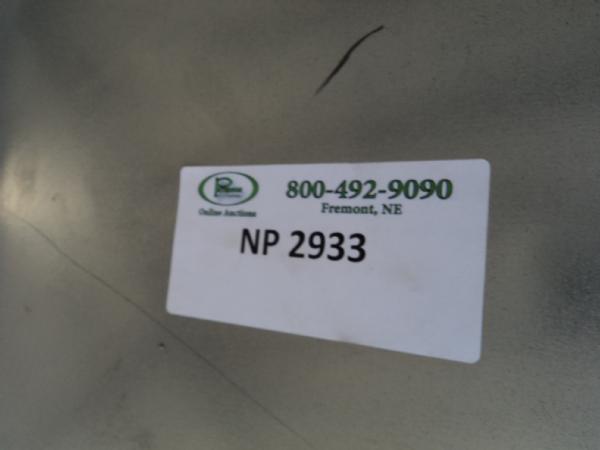 800-492-9090
Fremont, NE
Online Auctions
NP 2933